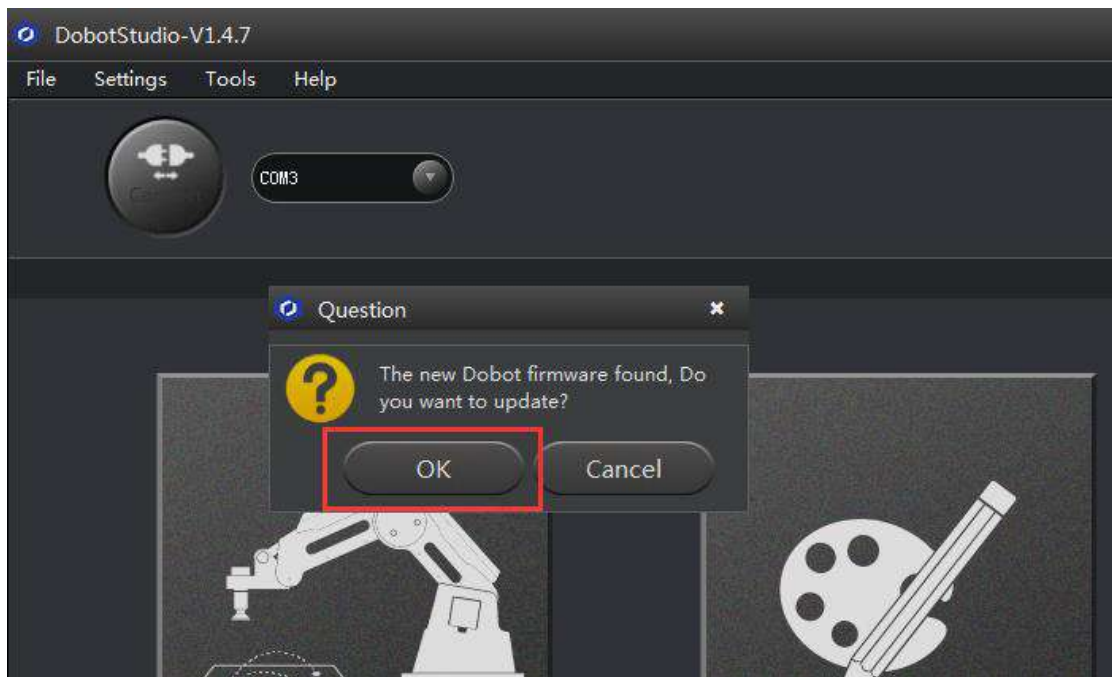 DobotStudio-V1.4.7
File Settings Tools Help
COM3
Question
The new Dobot firmware found, Do
you want to update?
OK Cancel